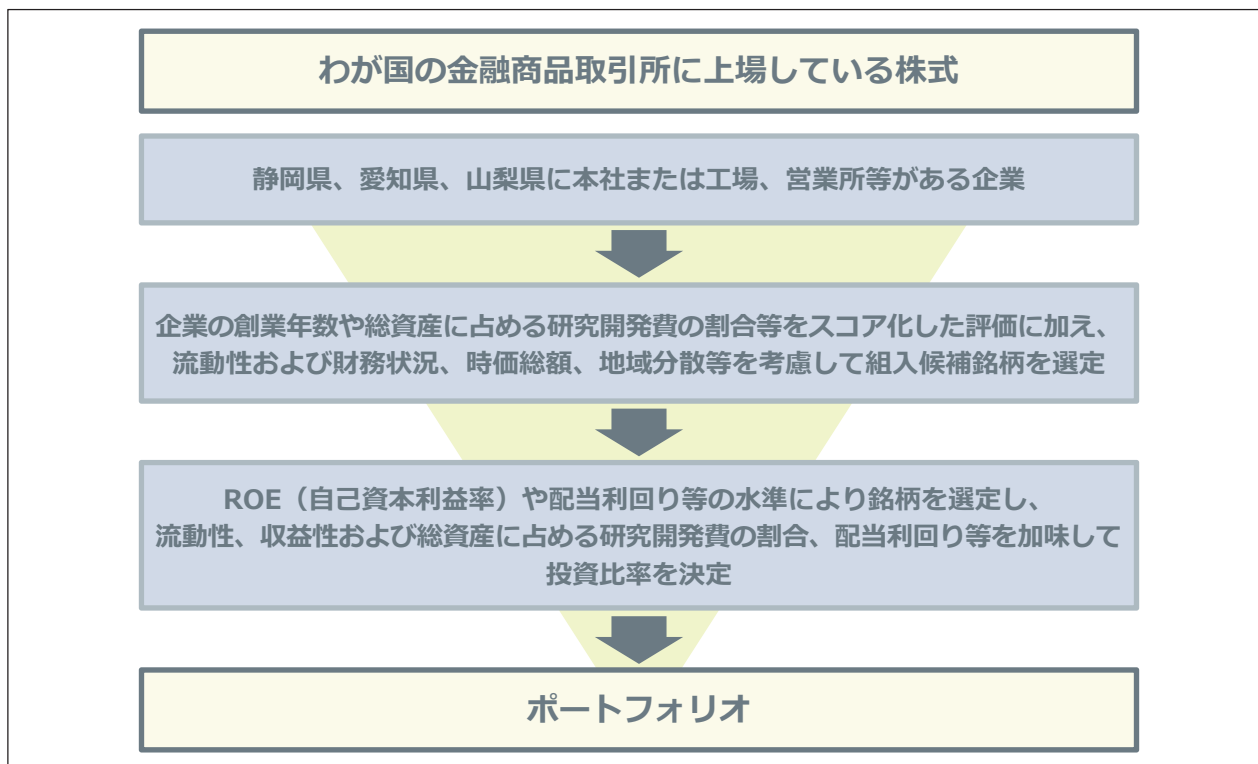 わが国の金融商品取引所に上場している株式
静岡県、愛知県、山梨県に本社または工場、営業所等がある企業
企業の創業年数や総資産に占める研究開発費の割合等をスコア化した評価に加え、
流動性および財務状況、時価総額、地域分散等を考慮して組入候補銘柄を選定
ROE（自己資本利益率）や配当利回り等の水準により銘柄を選定し、
流動性、収益性および総資産に占める研究開発費の割合、配当利回り等を加味して
投資比率を決定
ポートフォリオ